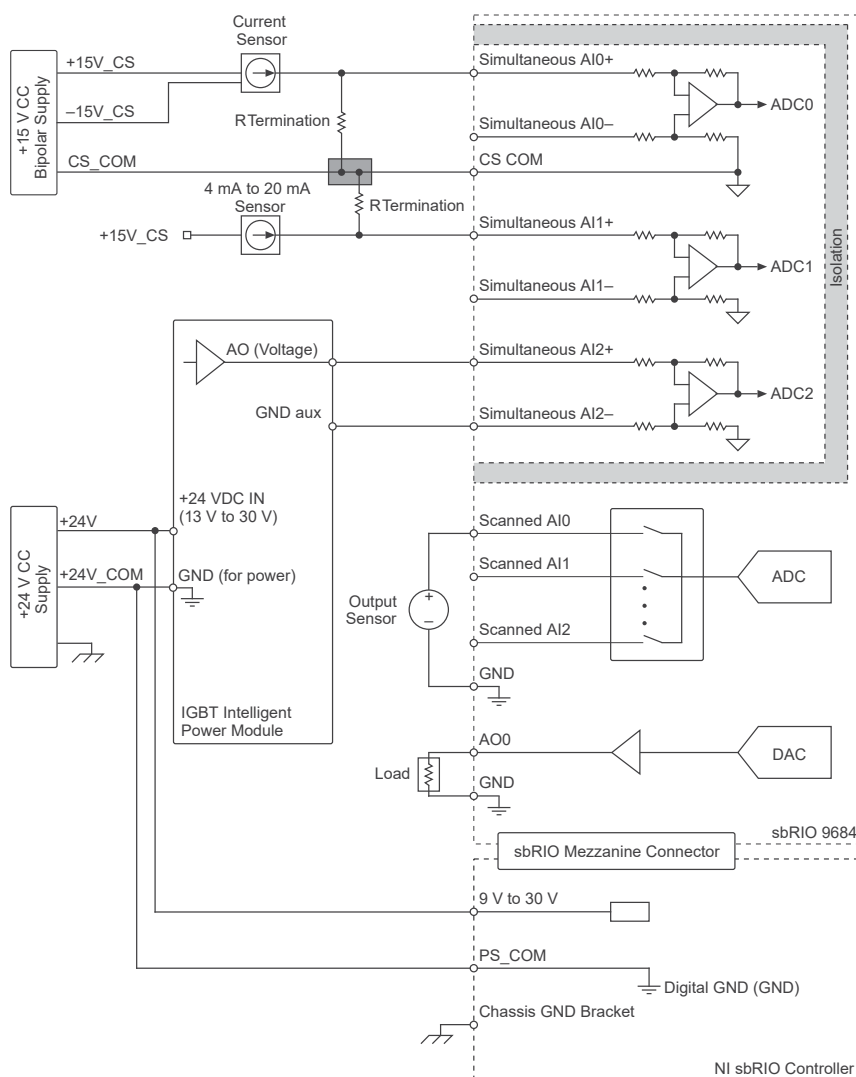 Current
Sensor
+15V_CS
–15V_CS
CS_COM
+15 V CC
Bipolar Supply
RTermination
Simultaneous AI0+
Simultaneous AI0–
CS COM
ADC0
4 mA to 20 mA
Sensor
RTermination
+15V_CS
Simultaneous AI1+
Simultaneous AI1–
ADC1
Isolation
AO (Voltage)
GND aux
Simultaneous AI2+
Simultaneous AI2–
ADC2
+24 VDC IN
(13 V to 30 V)
GND (for power)
IGBT Intelligent
Power Module
+24V
+24V_COM
+24 V CC
Supply
Output
Sensor
Scanned AI0
Scanned AI1
Scanned AI2
GND
ADC
Load
AO0
GND
DAC
sbRIO 9684
sbRIO Mezzanine Connector
9 V to 30 V
PS_COM
Digital GND (GND)
Chassis GND Bracket
NI sbRIO Controller